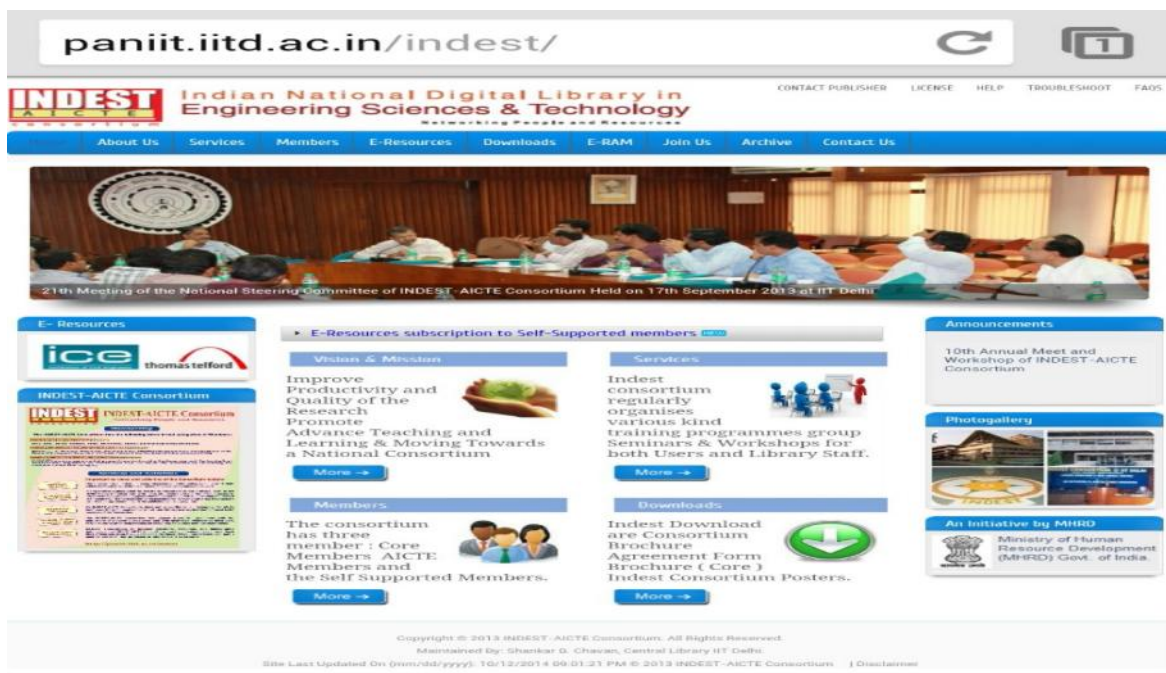 paniit.iitd.ac.in/indest/
1
INDEST
AICTE
consortium
Indian National Digital Library in
Engineering Sciences & Technology
Networking People and Resources
CONTACT PUBLISHER LICENSE HELP TROUBLESHOOT FAQS
About Us Services Members E-Resources Downloads E-RAM Join Us Archive Contact Us
21th Meeting of the National Steering Committee of INDEST-AICTE Consortium Held on 17th September 2013 at IIT Delhi
E- Resources
ice
thomas telford
INDEST-AICTE Consortium
INDEST INDEST-AICTE Consortium
Networking People and Resources
E-Resources subscription to Self-Supported members
Vision & Mission
Improve
Productivity and
Quality of the
Research
Promote
Advance Teaching and
Learning & Moving Towards
a National Consortium
More →
Services
Indest
consortium
regularly
organises
various kind
training programmes group
Seminars & Workshops for
both Users and Library Staff.
More →
Members
The consortium
has three
member : Core
Members AICTE
Members and
the Self Supported Members.
More →
Downloads
Indest Download
are Consortium
Brochure
Agreement Form
Brochure ( Core )
Indest Consortium Posters.
More →
Announcements
10th Annual Meet and
Workshop of INDEST-AICTE
Consortium
Photogallery
INDEST
An Initiative by MHRD
Ministry of Human
Resource Development
(MHRD) Govt. of India.
Copyright © 2013 INDEST-AICTE Consortium. All Rights Reserved.
Maintained By: Shankar B. Chavan, Central Library IIT Delhi.
Site Last Updated On (mm/dd/yyyy): 10/12/2014 09:01:21 PM © 2013 INDEST-AICTE Consortium | Disclaimer